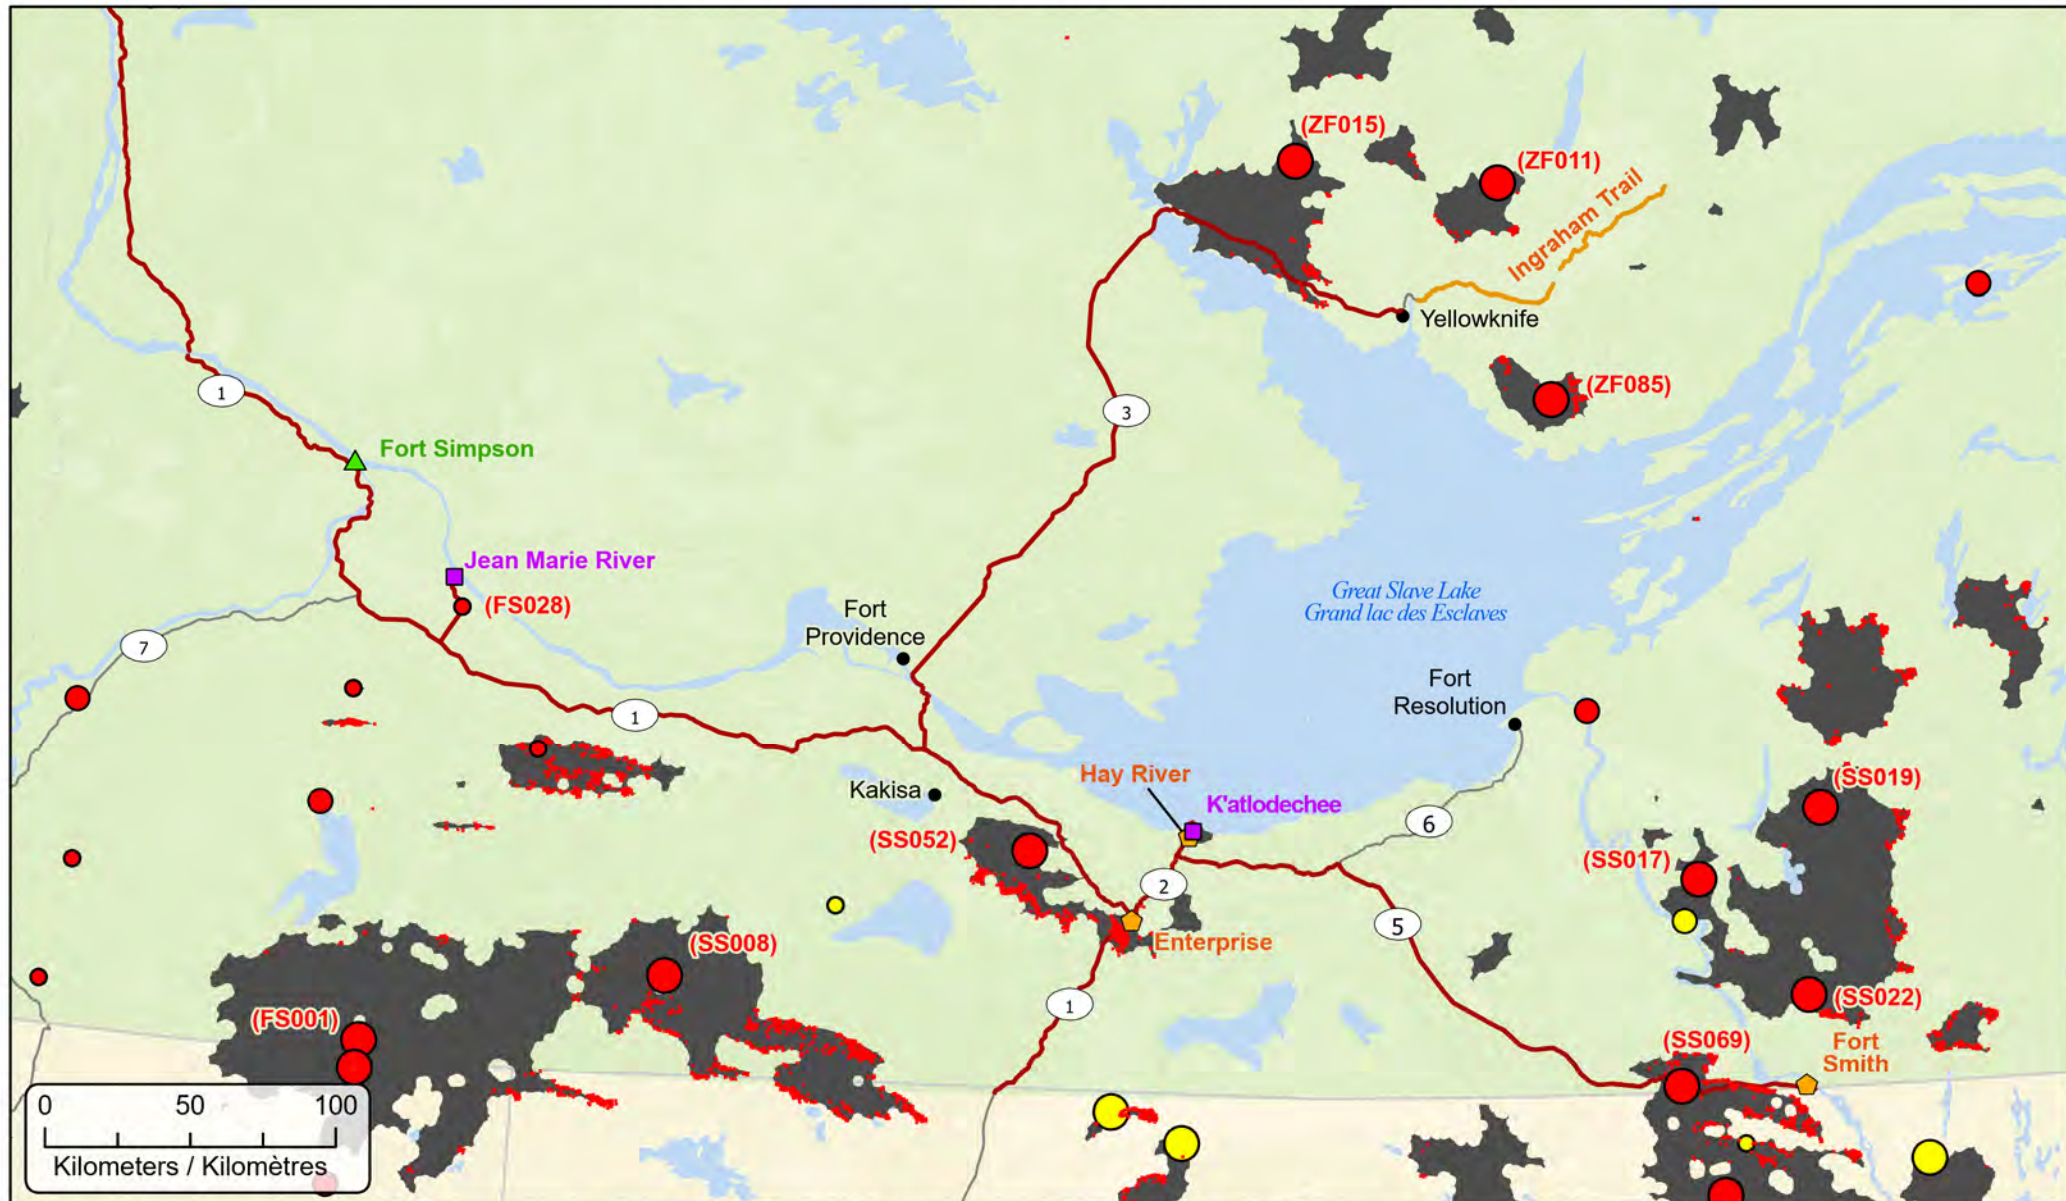 (ZF015)
(ZF011)
Ingraham Trail
Yellowknife
1
3
(ZF085)
Fort Simpson
Jean Marie River
(FS028)
Great Slave Lake
Grand lac des Esclaves
Fort
Providence
7
Fort
Resolution
1
Hay River
Kakisa
K'atlodechee
(SS019)
6
(SS052)
(SS017)
2
5
(SS008)
Enterprise
(SS022)
1
(FS001)
(SS069)
Fort
Smith
0 50 100
Kilometers / Kilomètres